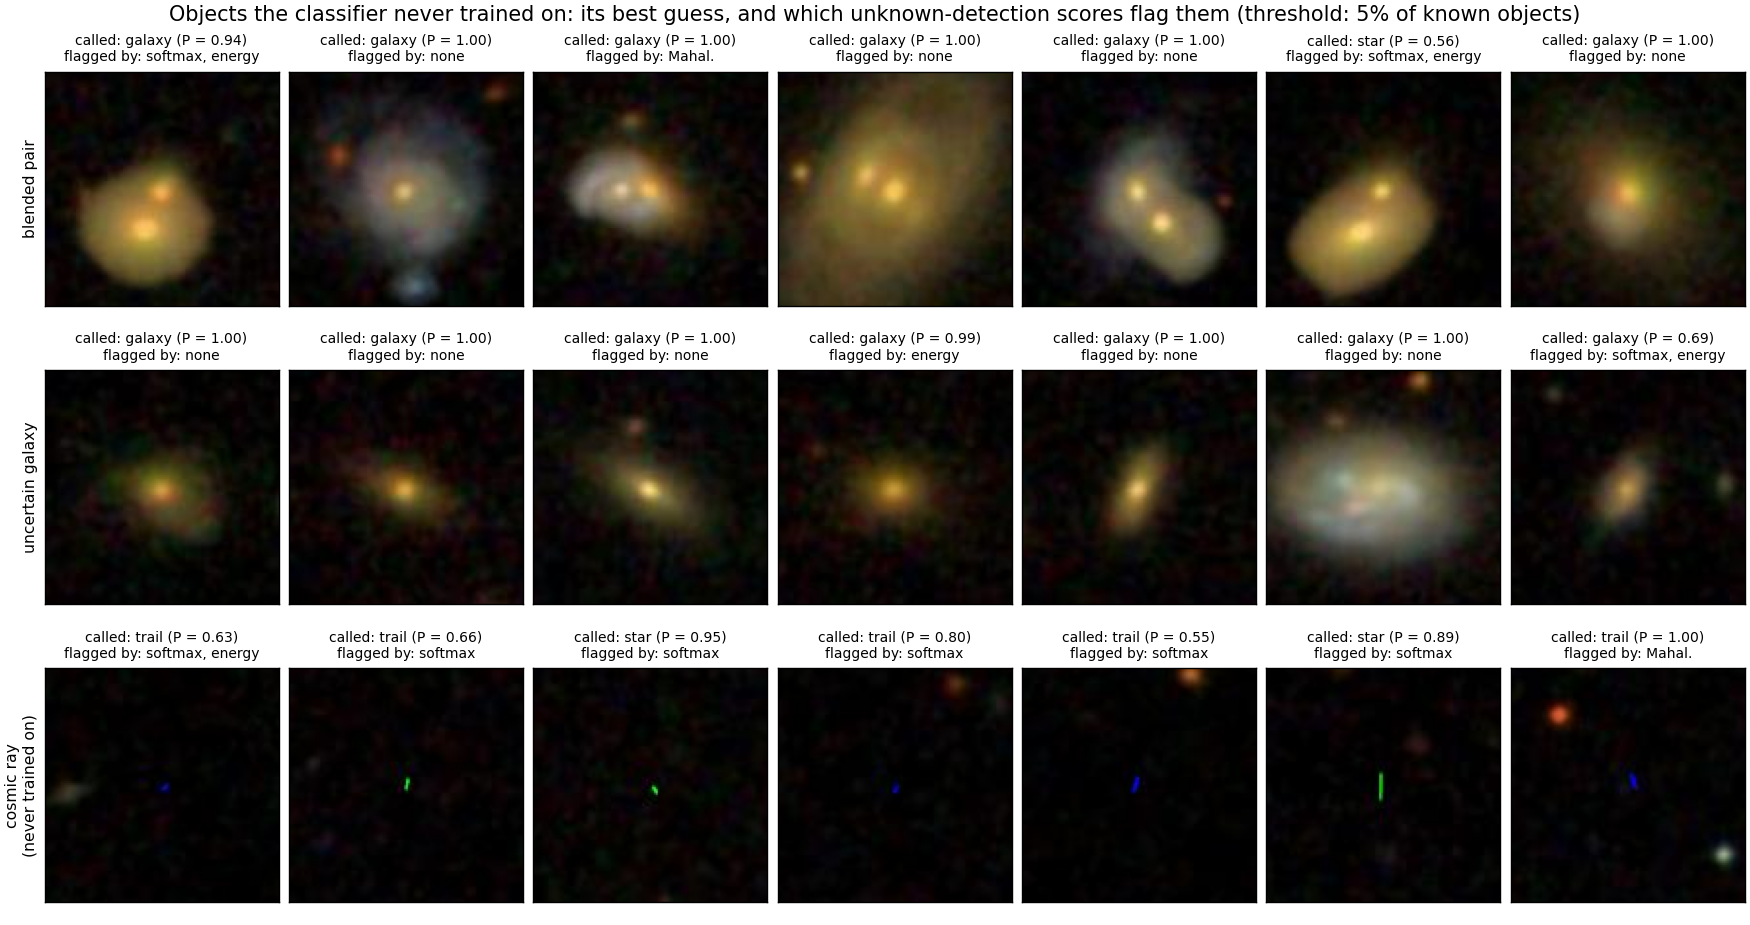 Objects the classifier never trained on: its best guess, and which unknown-detection scores flag them (threshold: 5% of known objects)
called: galaxy (P = 0.94)
flagged by: softmax, energy
called: galaxy (P = 1.00)
flagged by: none
called: galaxy (P = 1.00)
flagged by: Mahal.
called: galaxy (P = 1.00)
flagged by: none
called: galaxy (P = 1.00)
flagged by: none
called: star (P = 0.56)
flagged by: softmax, energy
called: galaxy (P = 1.00)
flagged by: none
blended pair
called: galaxy (P = 1.00)
flagged by: none
called: galaxy (P = 1.00)
flagged by: none
called: galaxy (P = 1.00)
flagged by: none
called: galaxy (P = 0.99)
flagged by: energy
called: galaxy (P = 1.00)
flagged by: none
called: galaxy (P = 1.00)
flagged by: none
called: galaxy (P = 0.69)
flagged by: softmax, energy
uncertain galaxy
called: trail (P = 0.63)
flagged by: softmax, energy
called: trail (P = 0.66)
flagged by: softmax
called: star (P = 0.95)
flagged by: softmax
called: trail (P = 0.80)
flagged by: softmax
called: trail (P = 0.55)
flagged by: softmax
called: star (P = 0.89)
flagged by: softmax
called: trail (P = 1.00)
flagged by: Mahal.
cosmic ray
(never trained on)